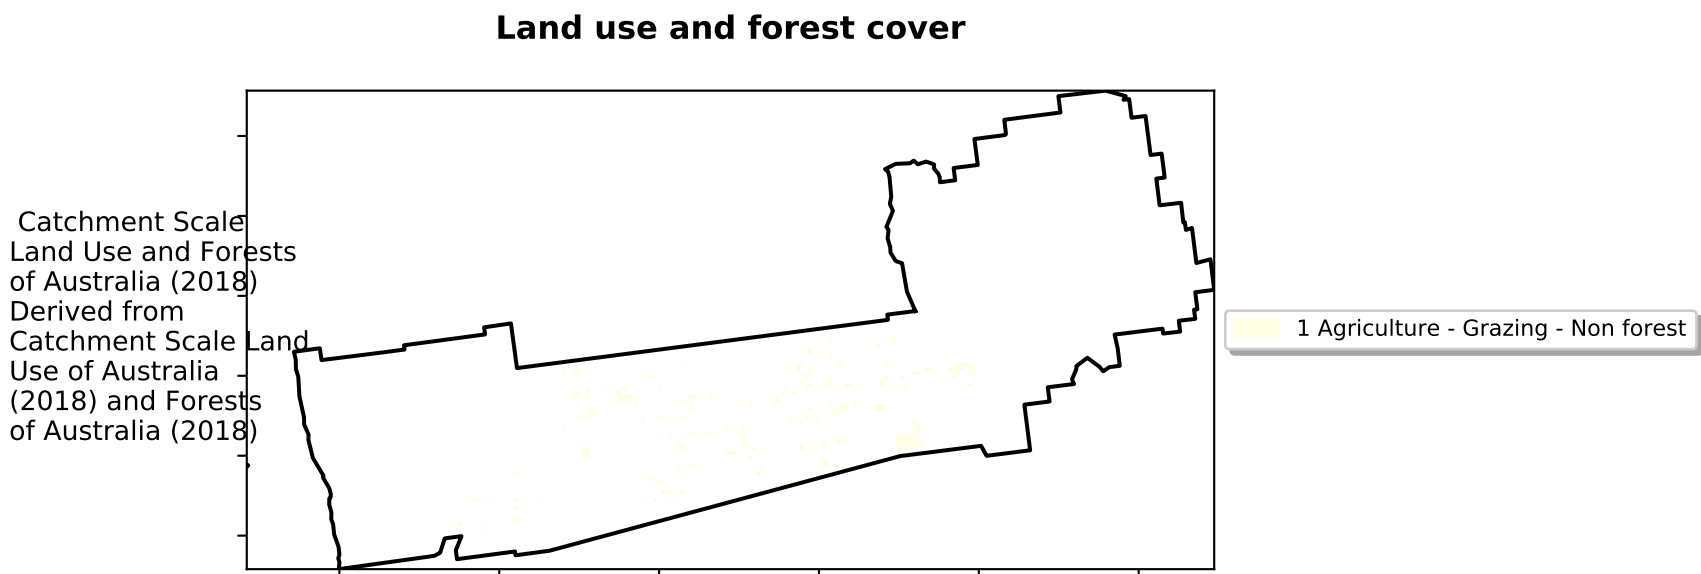 Land use and forest cover
Catchment Scale
Land Use and Forests
of Australia (2018)
Derived from
Catchment Scale Land
Use of Australia
(2018) and Forests
of Australia (2018)
1 Agriculture - Grazing - Non forest